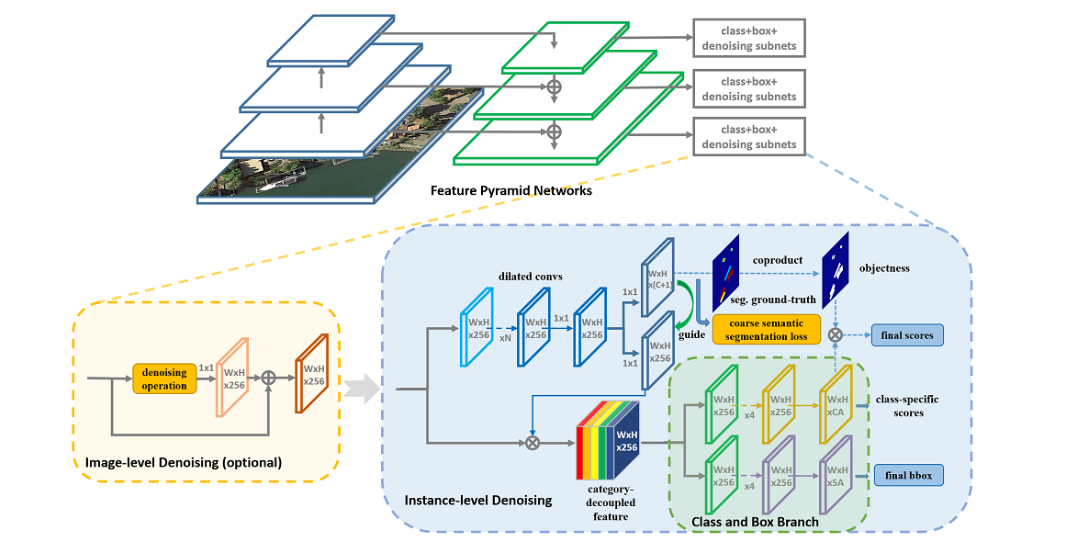 class+box+
denoising subnets
class+box+
denoising subnets
class+box+
denoising subnets
Feature Pyramid Networks
denoising
operation
1x1
WxH
x256
WxH
x256
Image-level Denoising (optional)
dilated convs
WxH
x256
xN
WxH
x256
1x1
WxH
x256
1x1
WxH
x(C+1)
1x1
WxH
x256
guide
coproduct
objectness
seg. ground-truth
coarse semantic
segmentation loss
final scores
WxH
x256
category-
decoupled
feature
WxH
x256
x4
WxH
x256
WxH
xCA
class-specific
scores
WxH
x256
x4
WxH
x256
WxH
x5A
final bbox
Instance-level Denoising
Class and Box Branch